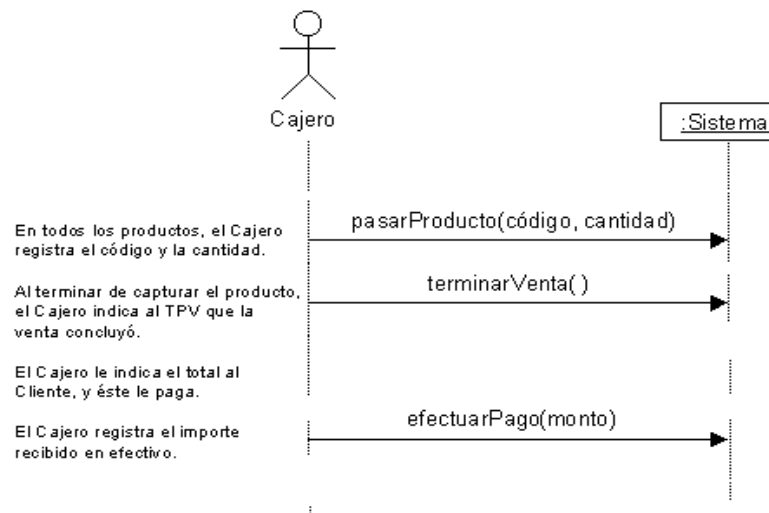 Cajero
:Sistema
En todos los productos, el Cajero
registra el código y la cantidad.
pasarProducto(código, cantidad)
Al terminar de capturar el producto,
el Cajero indica al TPV que la
venta concluyó.
terminarVenta( )
El Cajero le indica el total al
Cliente, y éste le paga.
El Cajero registra el importe
recibido en efectivo.
efectuarPago(monto)